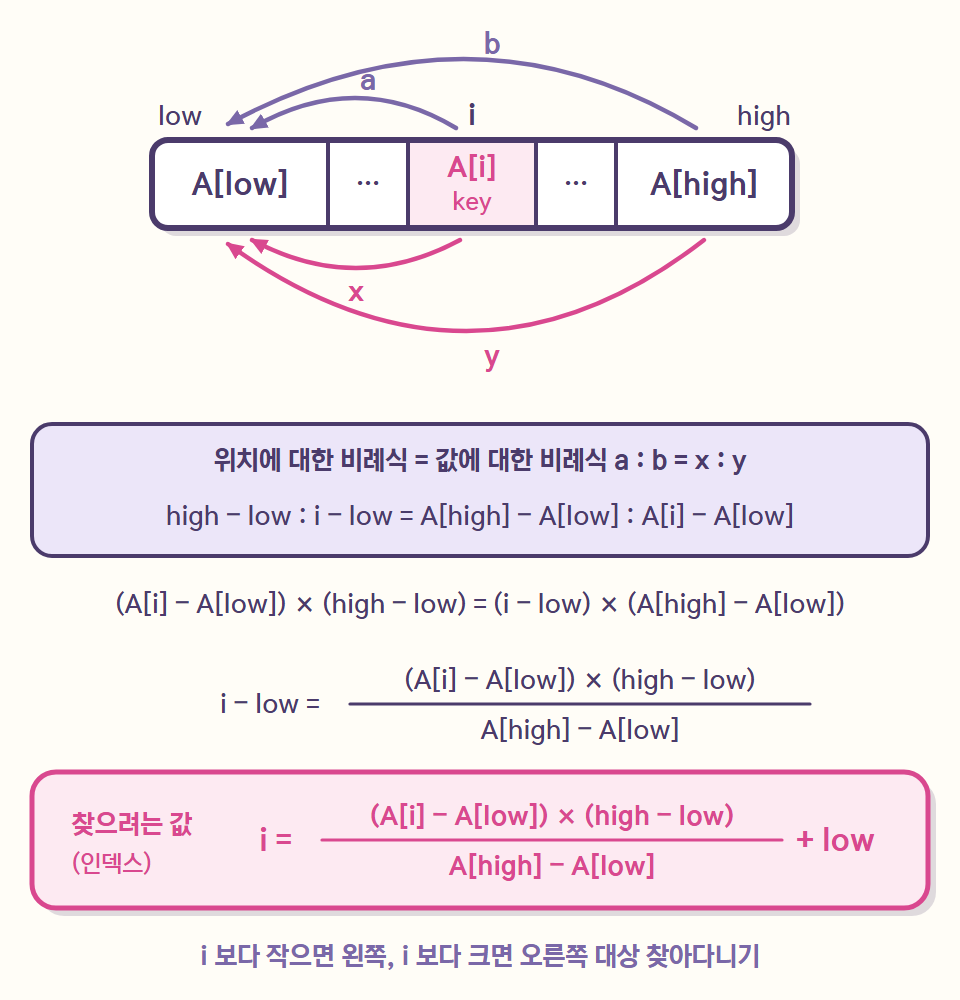 b
a
low i high
A[low] ... A[i] ... A[high]
key
x
y
위치에 대한 비례식 = 값에 대한 비례식 a : b = x : y
high − low : i − low = A[high] − A[low] : A[i] − A[low]
(A[i] − A[low]) × (high − low) = (i − low) × (A[high] − A[low])
(A[i] − A[low]) × (high − low)
i − low =
A[high] − A[low]
(A[i] − A[low]) × (high − low)
찾으려는 값
i = + low
(인덱스)
A[high] − A[low]
i 보다 작으면 왼쪽, i 보다 크면 오른쪽 대상 찾아다니기